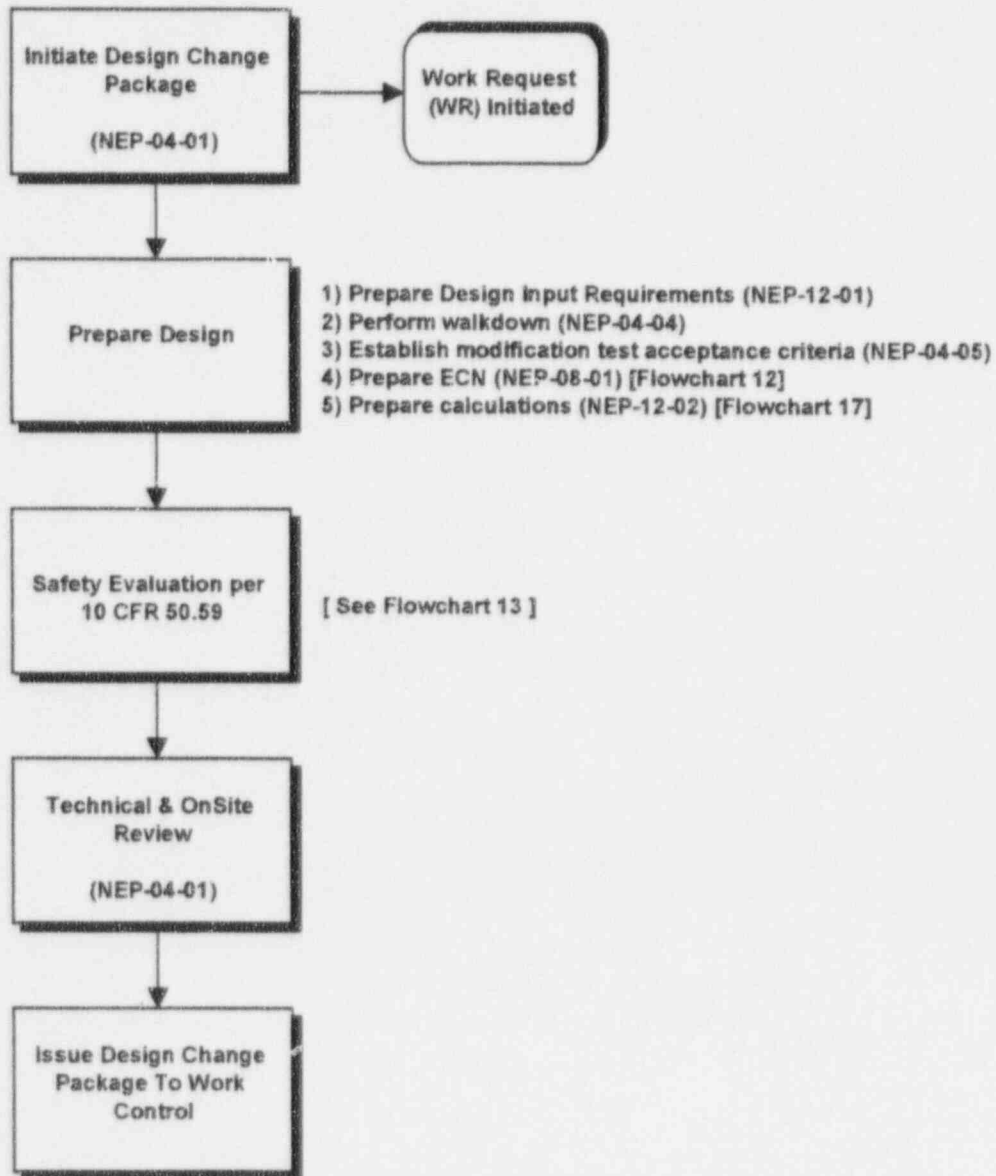 Initiate Design Change
Package
(NEP-04-01)
Work Request
(WR) Initiated
Prepare Design
1) Prepare Design Input Requirements (NEP-12-01)
2) Perform walkdown (NEP-04-04)
3) Establish modification test acceptance criteria (NEP-04-05)
4) Prepare ECN (NEP-08-01) [Flowchart 12]
5) Prepare calculations (NEP-12-02) [Flowchart 17]
Safety Evaluation per
10 CFR 50.59
[ See Flowchart 13 ]
Technical & OnSite
Review
(NEP-04-01)
Issue Design Change
Package To Work
Control